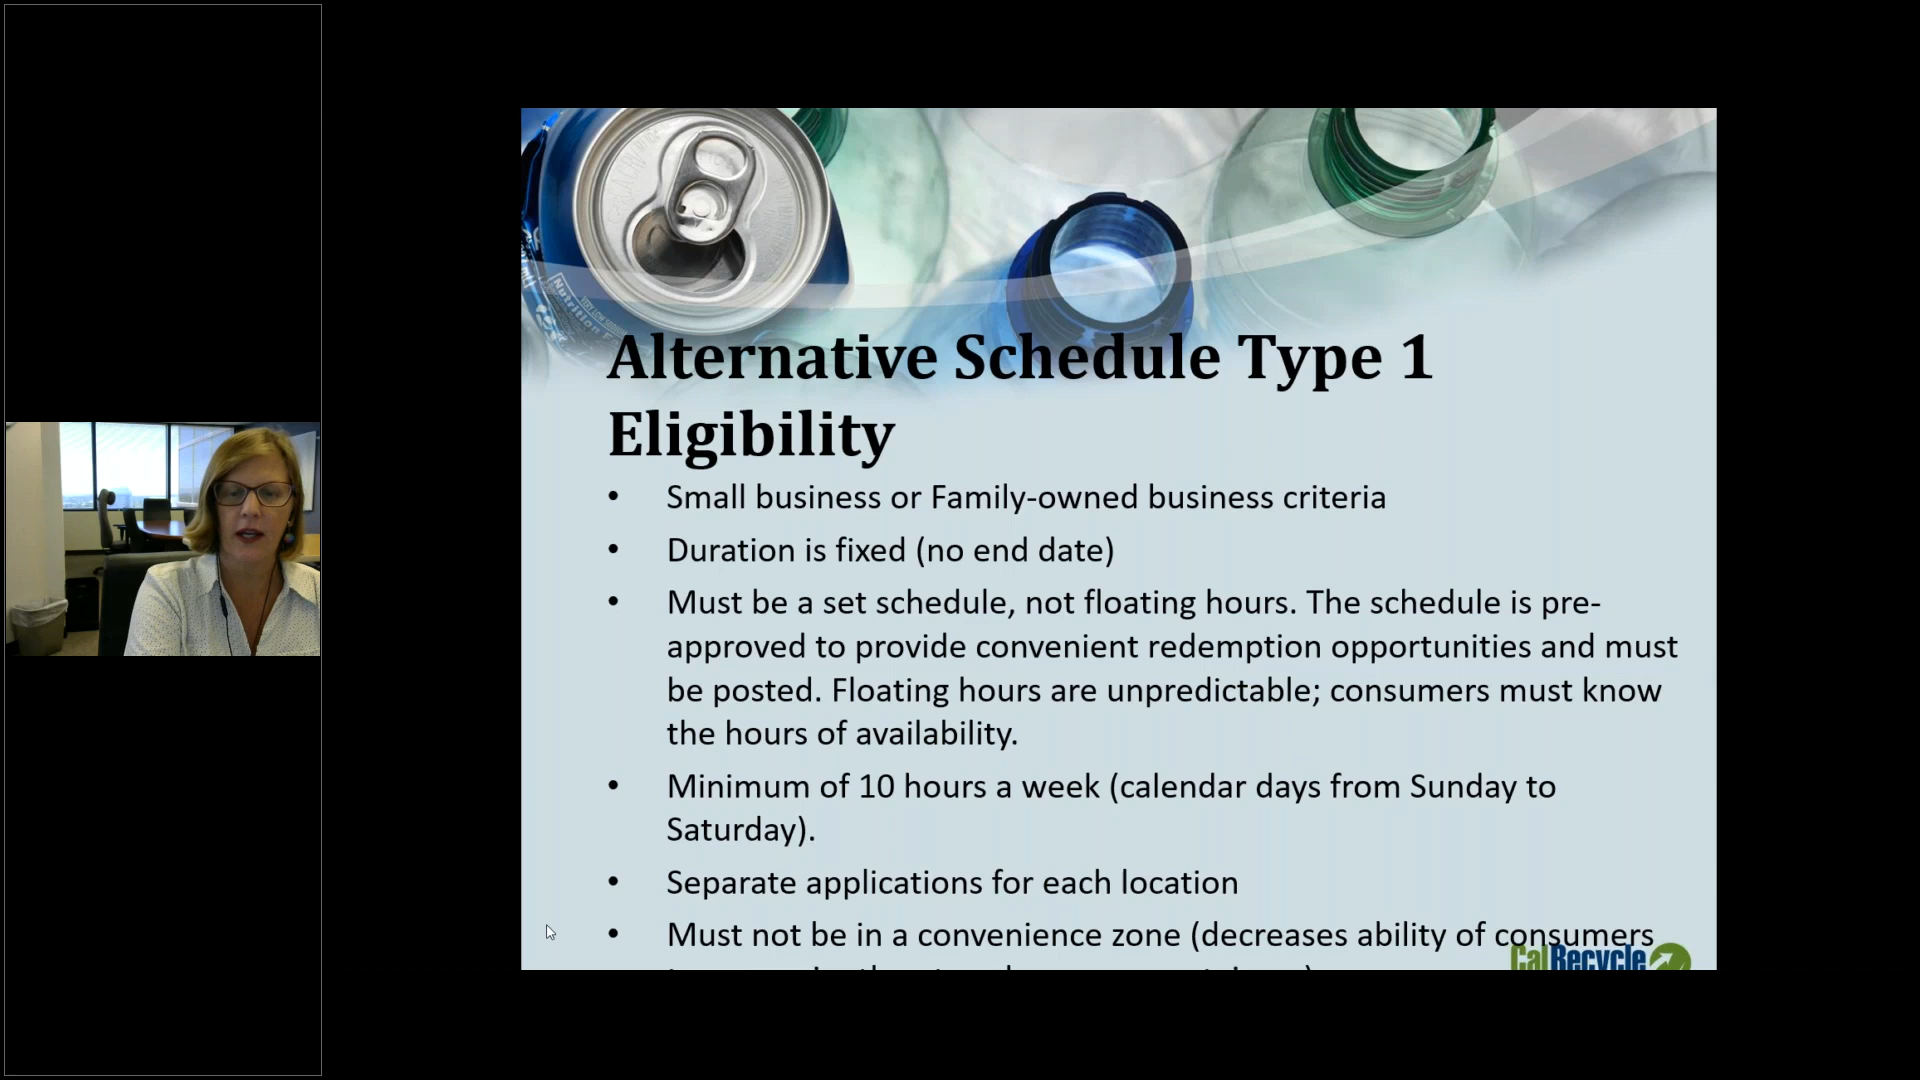 Nutrition F
Alternative Schedule Type 1
Eligibility
• Small business or Family-owned business criteria
• Duration is fixed (no end date)
• Must be a set schedule, not floating hours. The schedule is pre-
approved to provide convenient redemption opportunities and must
be posted. Floating hours are unpredictable; consumers must know
the hours of availability.
• Minimum of 10 hours a week (calendar days from Sunday to
Saturday).
• Separate applications for each location
• Must not be in a convenience zone (decreases ability of consumers
CalRecycle